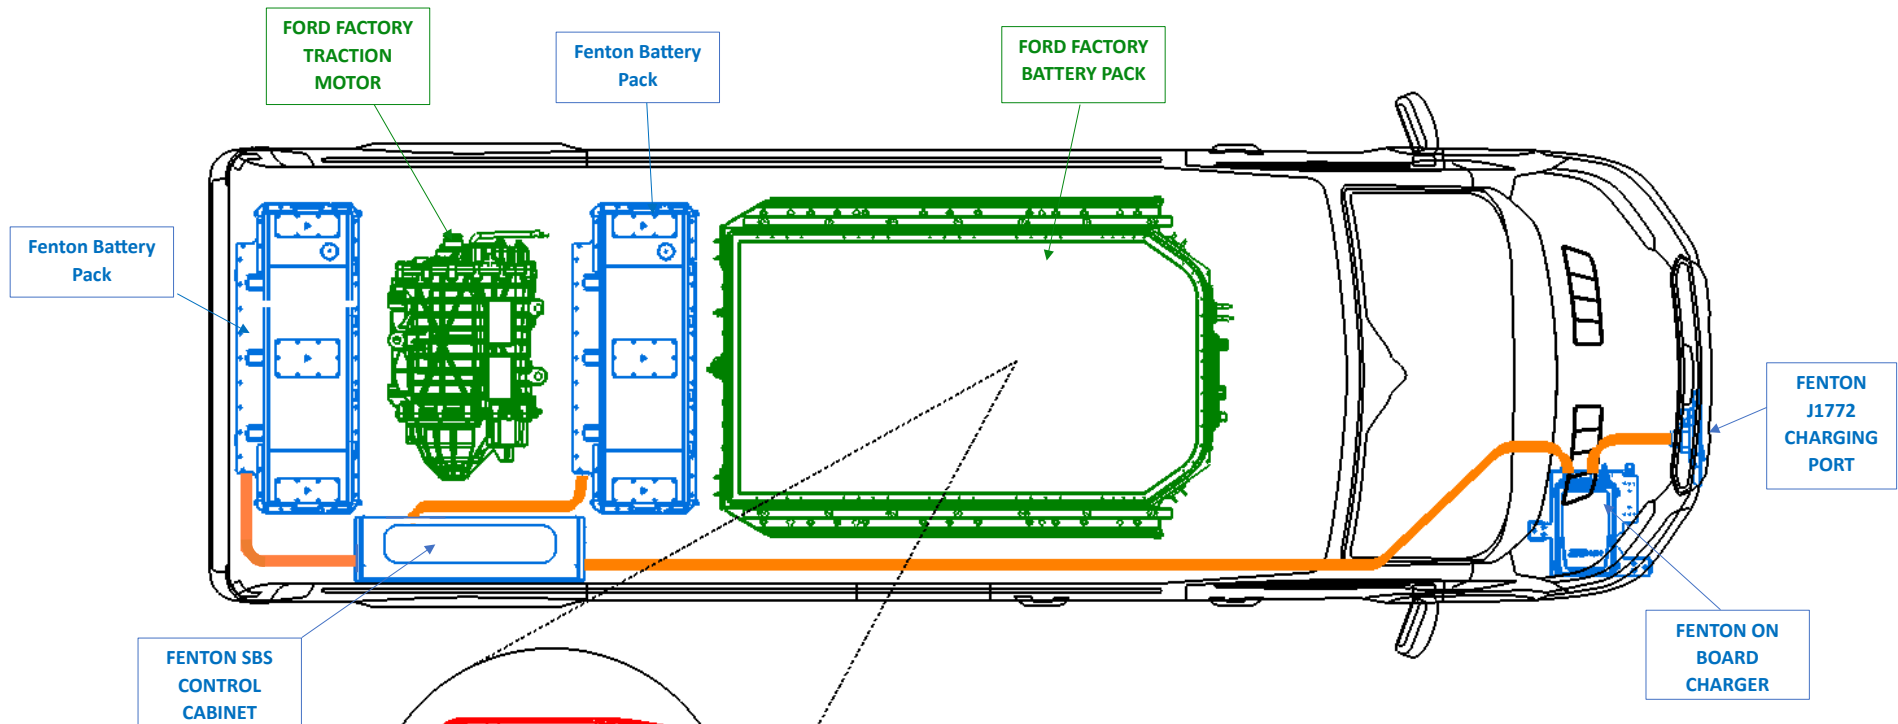 FORD FACTORY
TRACTION
MOTOR
Fenton Battery
Pack
FORD FACTORY
BATTERY PACK
Fenton Battery
Pack
FENTON
J1772
CHARGING
PORT
FENTON SBS
CONTROL
CABINET
FENTON ON
BOARD
CHARGER